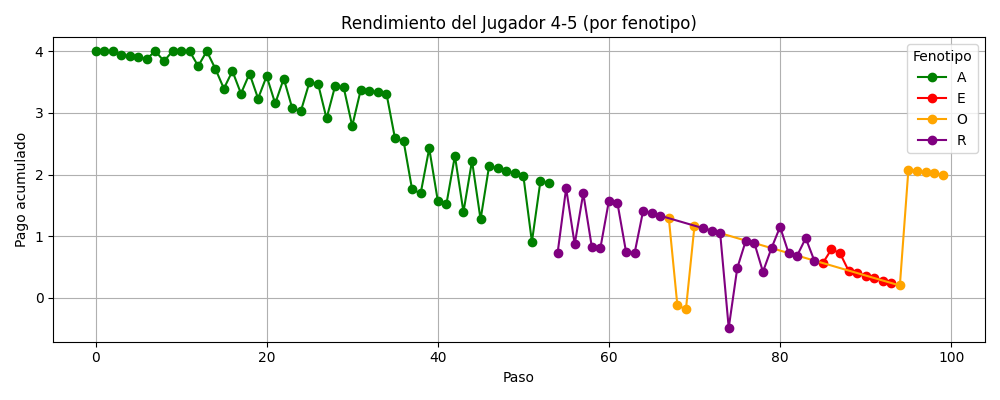 Rendimiento del Jugador 4-5 (por fenotipo)
Pago acumulado
4
3
2
1
0
Fenotipo
A
E
O
R
0 20 40 60 80 100
Paso